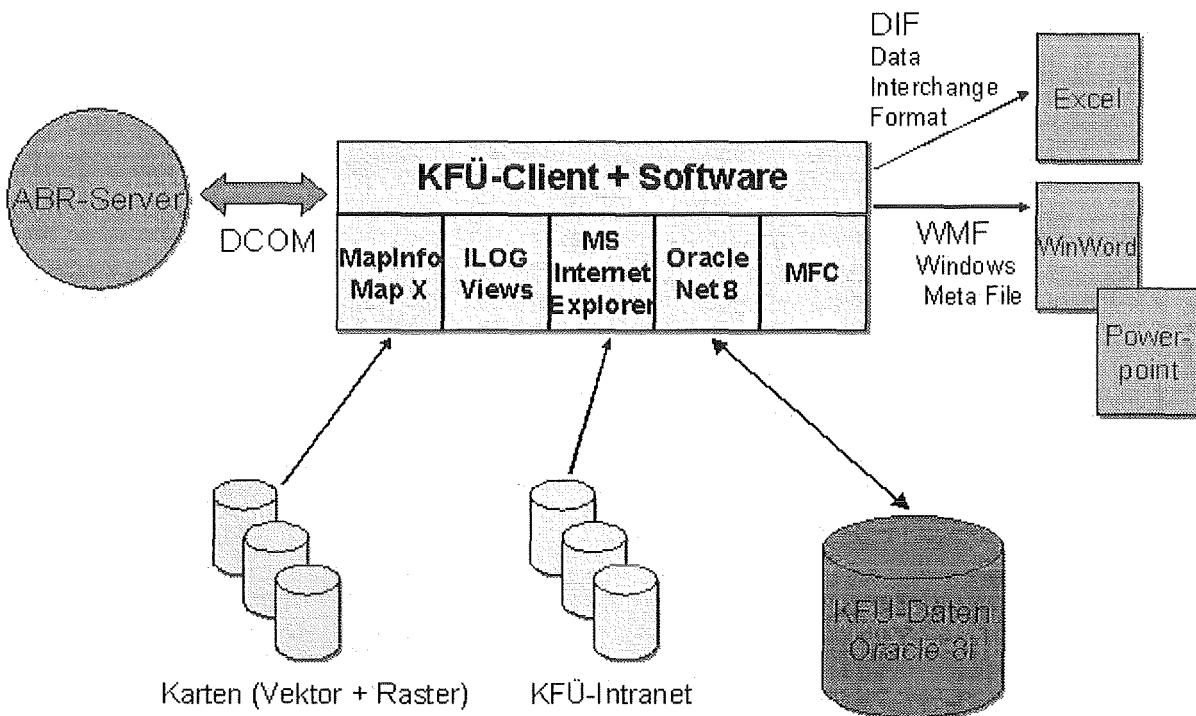 DIF
Data
Interchange
Format
Excel
ABR-Server
DCOM
KFÜ-Client + Software
MapInfo
Map X
ILOG
Views
MS
Internet
Explorer
Oracle
Net 8
MFC
WMF
Windows
Meta File
WinWord
Power-
point
Karten (Vektor + Raster)
KFÜ-Intranet
KFÜ-Daten
Oracle 8i